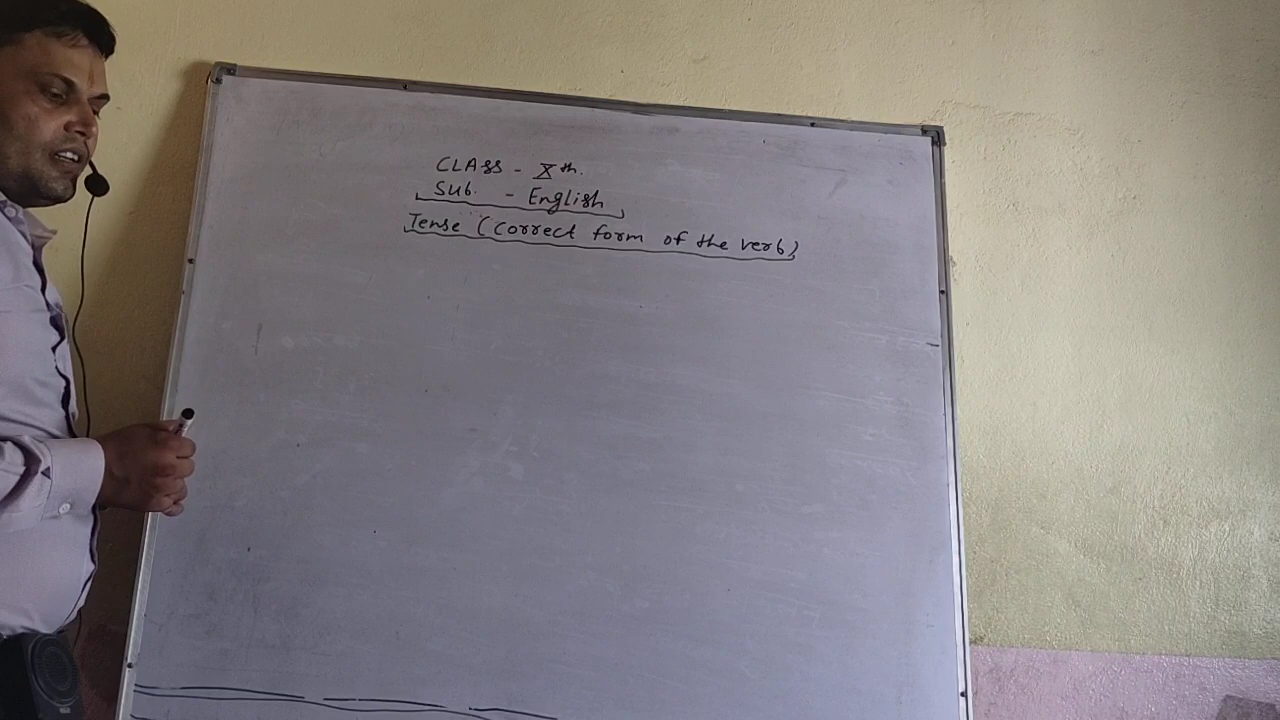 CLASS - Xth.
Sub. - English
Tense (correct form of the verb)